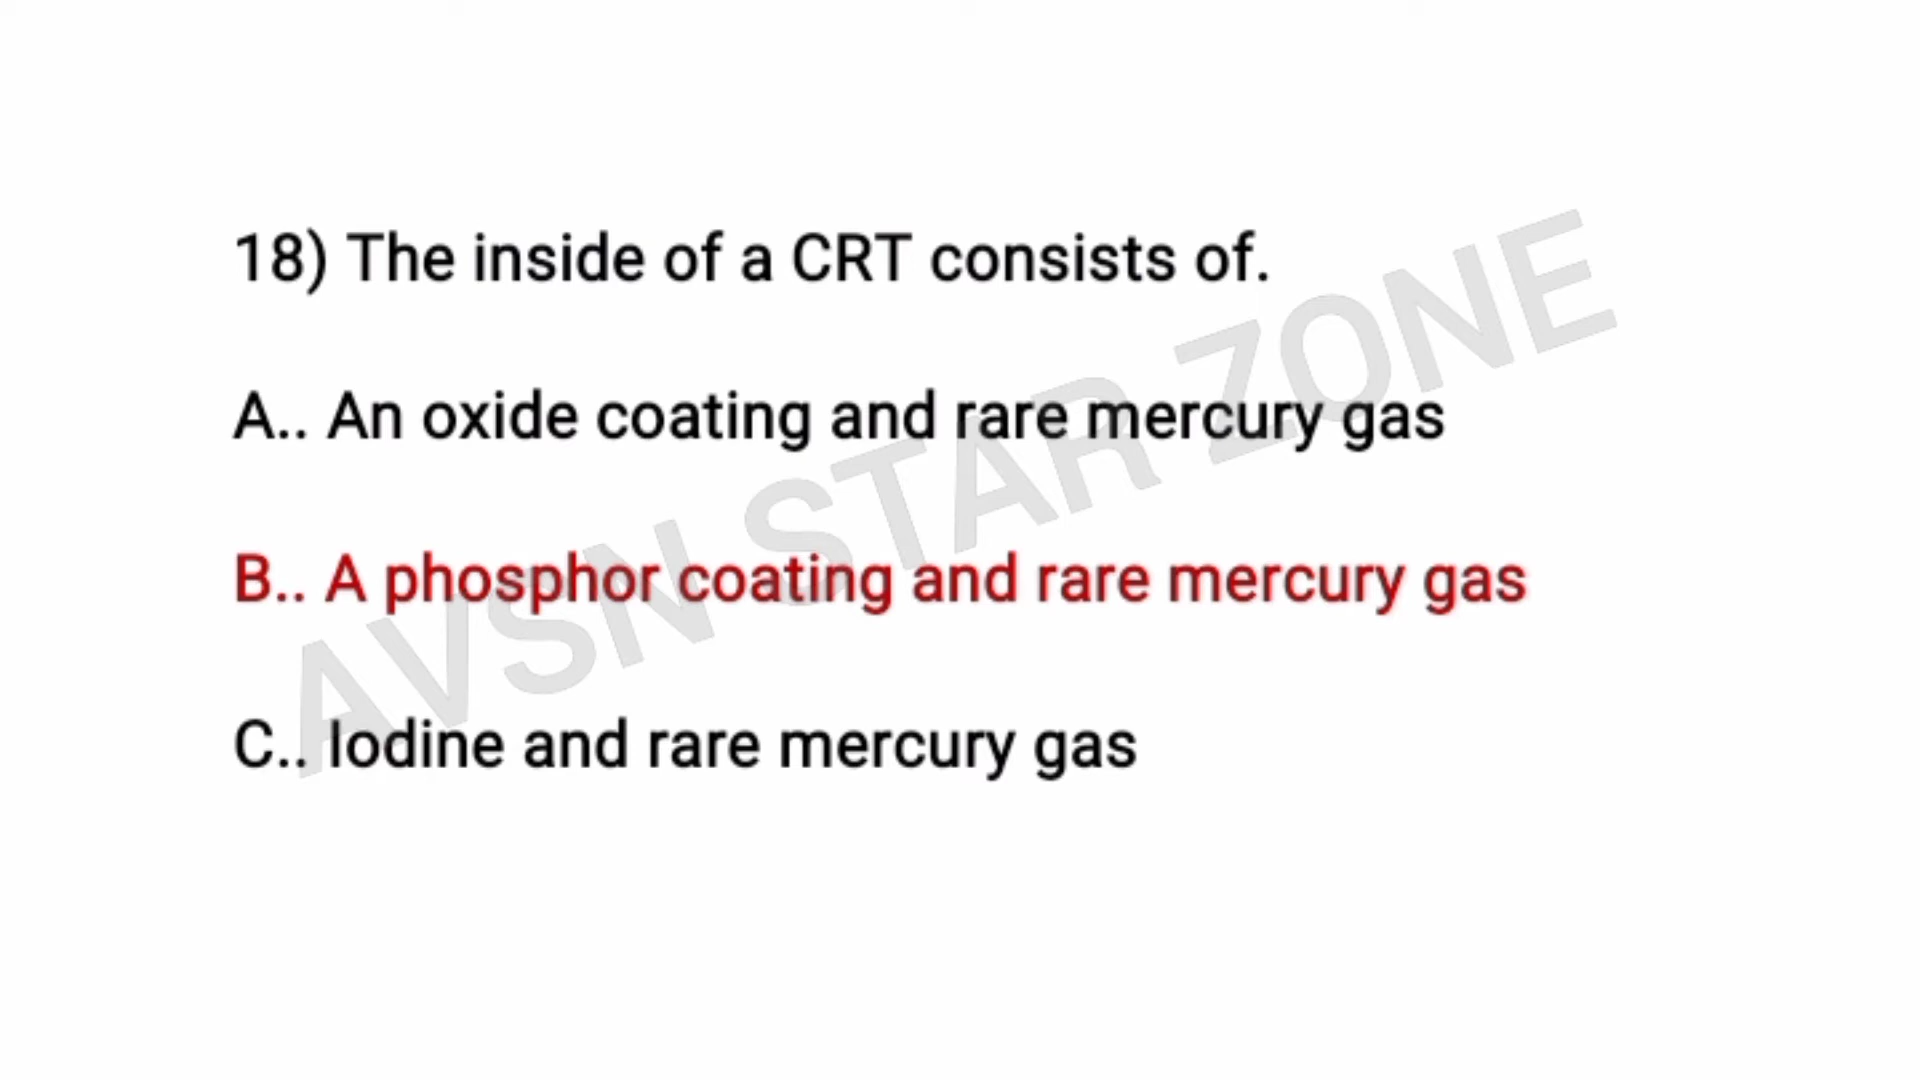 18) The inside of a CRT consists of.
A.. An oxide coating and rare mercury gas
B.. A phosphor coating and rare mercury gas
C.. Iodine and rare mercury gas
AVSN STAR ZONE